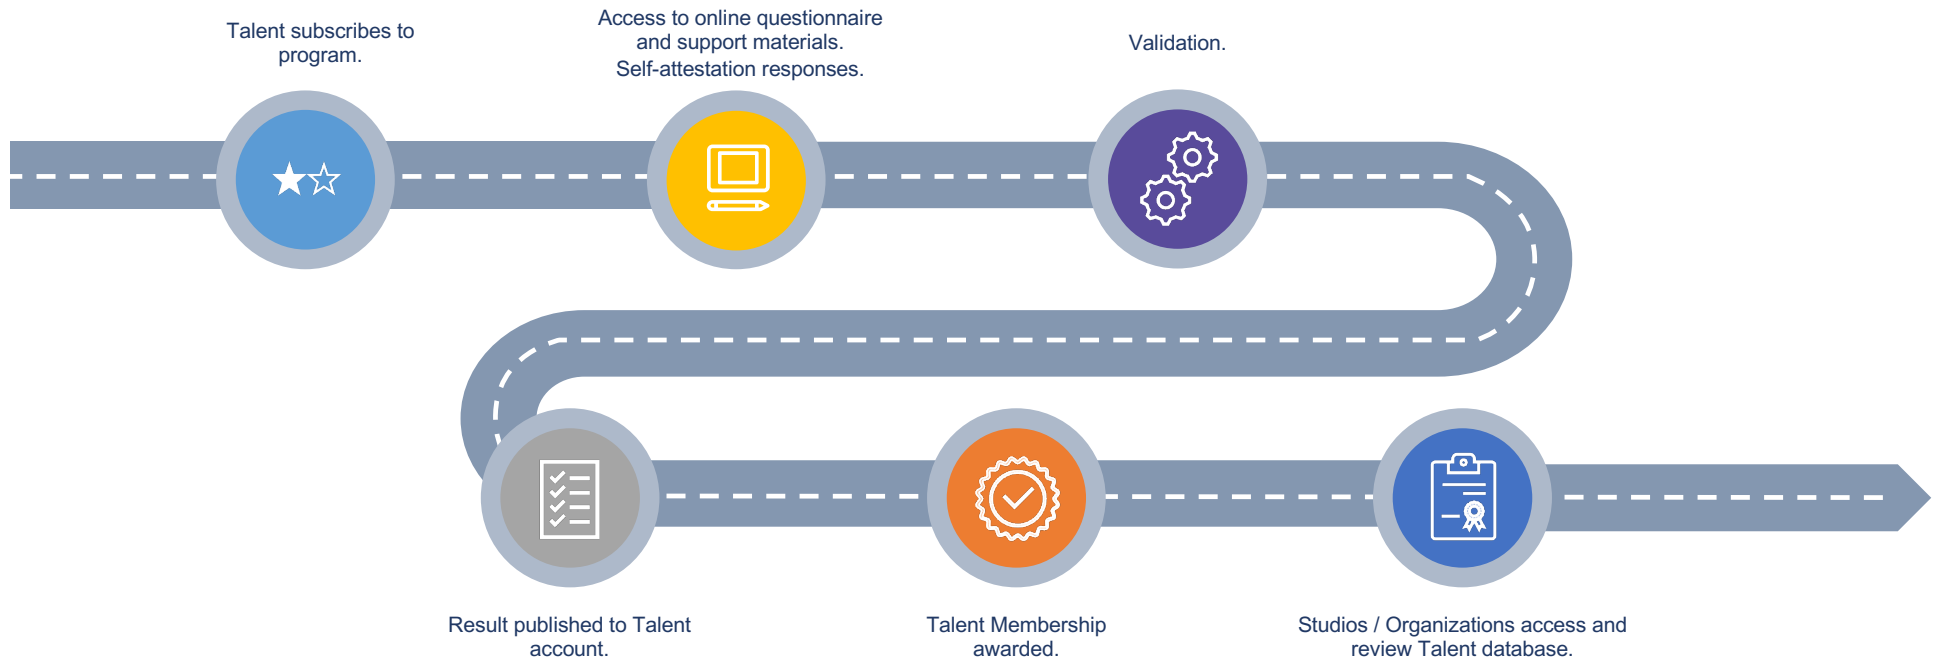 Talent subscribes to
program.
Access to online questionnaire
and support materials.
Self-attestation responses.
Validation.
Result published to Talent
account.
Talent Membership
awarded.
Studios / Organizations access and
review Talent database.